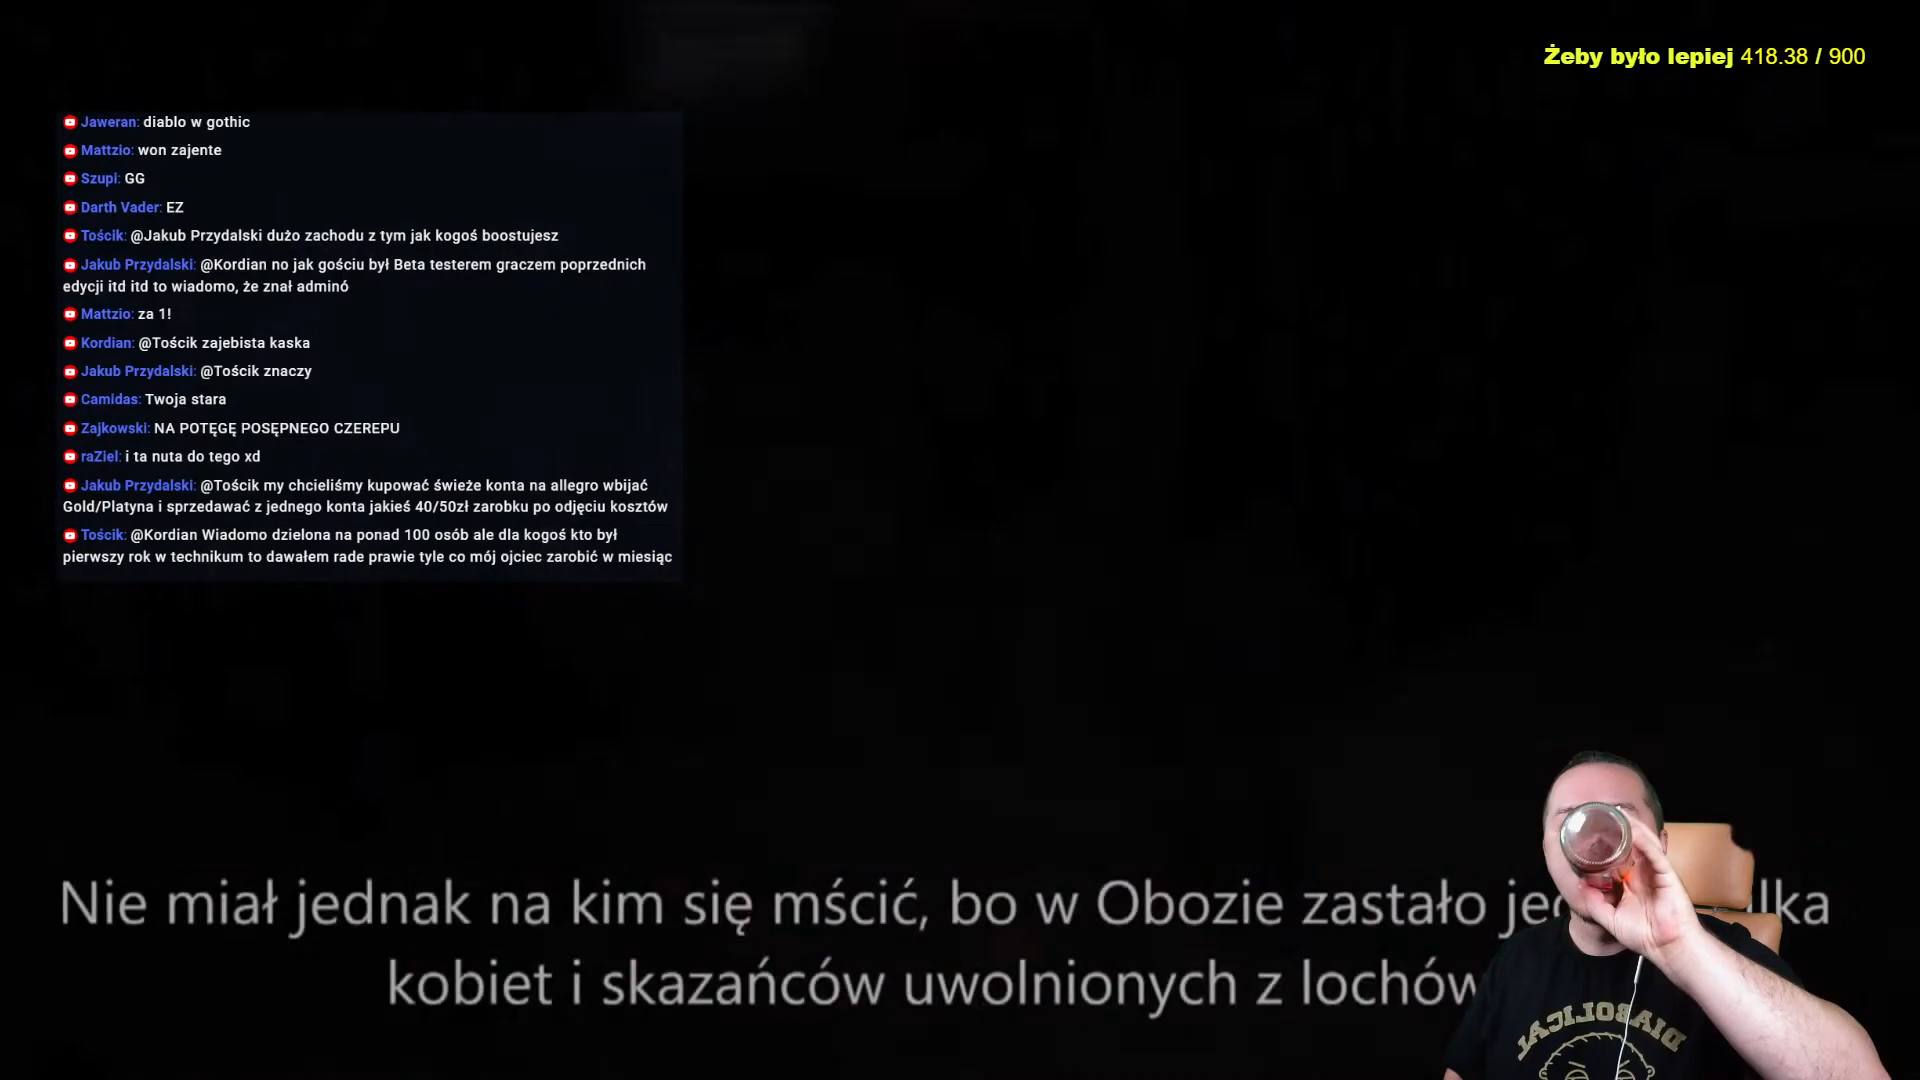 Żeby było lepiej 418.38 / 900
Jaweran: diablo w gothic
Mattzio: won zajente
Szupi: GG
Darth Vader: EZ
Tościk: @Jakub Przydalski dużo zachodu z tym jak kogoś boostujesz
Jakub Przydalski: @Kordian no jak gościu był Beta testerem graczem poprzednich
edycji itd itd to wiadomo, że znał adminó
Mattzio: za 1!
Kordian: @Tościk zajebista kaska
Jakub Przydalski: @Tościk znaczy
Camidas: Twoja stara
Zajkowski: NA POTĘGĘ POSĘPNEGO CZEREPU
raZiel: i ta nuta do tego xd
Jakub Przydalski: @Tościk my chcieliśmy kupować świeże konta na allegro wbijać
Gold/Platyna i sprzedawać z jednego konta jakieś 40/50zł zarobku po odjęciu kosztów
Tościk: @Kordian Wiadomo dzielona na ponad 100 osób ale dla kogoś kto był
pierwszy rok w technikum to dawałem rade prawie tyle co mój ojciec zarobić w miesiąc
Nie miał jednak na kim się mścić, bo w Obozie zastało
kobiet i skazańców uwolnionych z lochów
DIABOLICAL